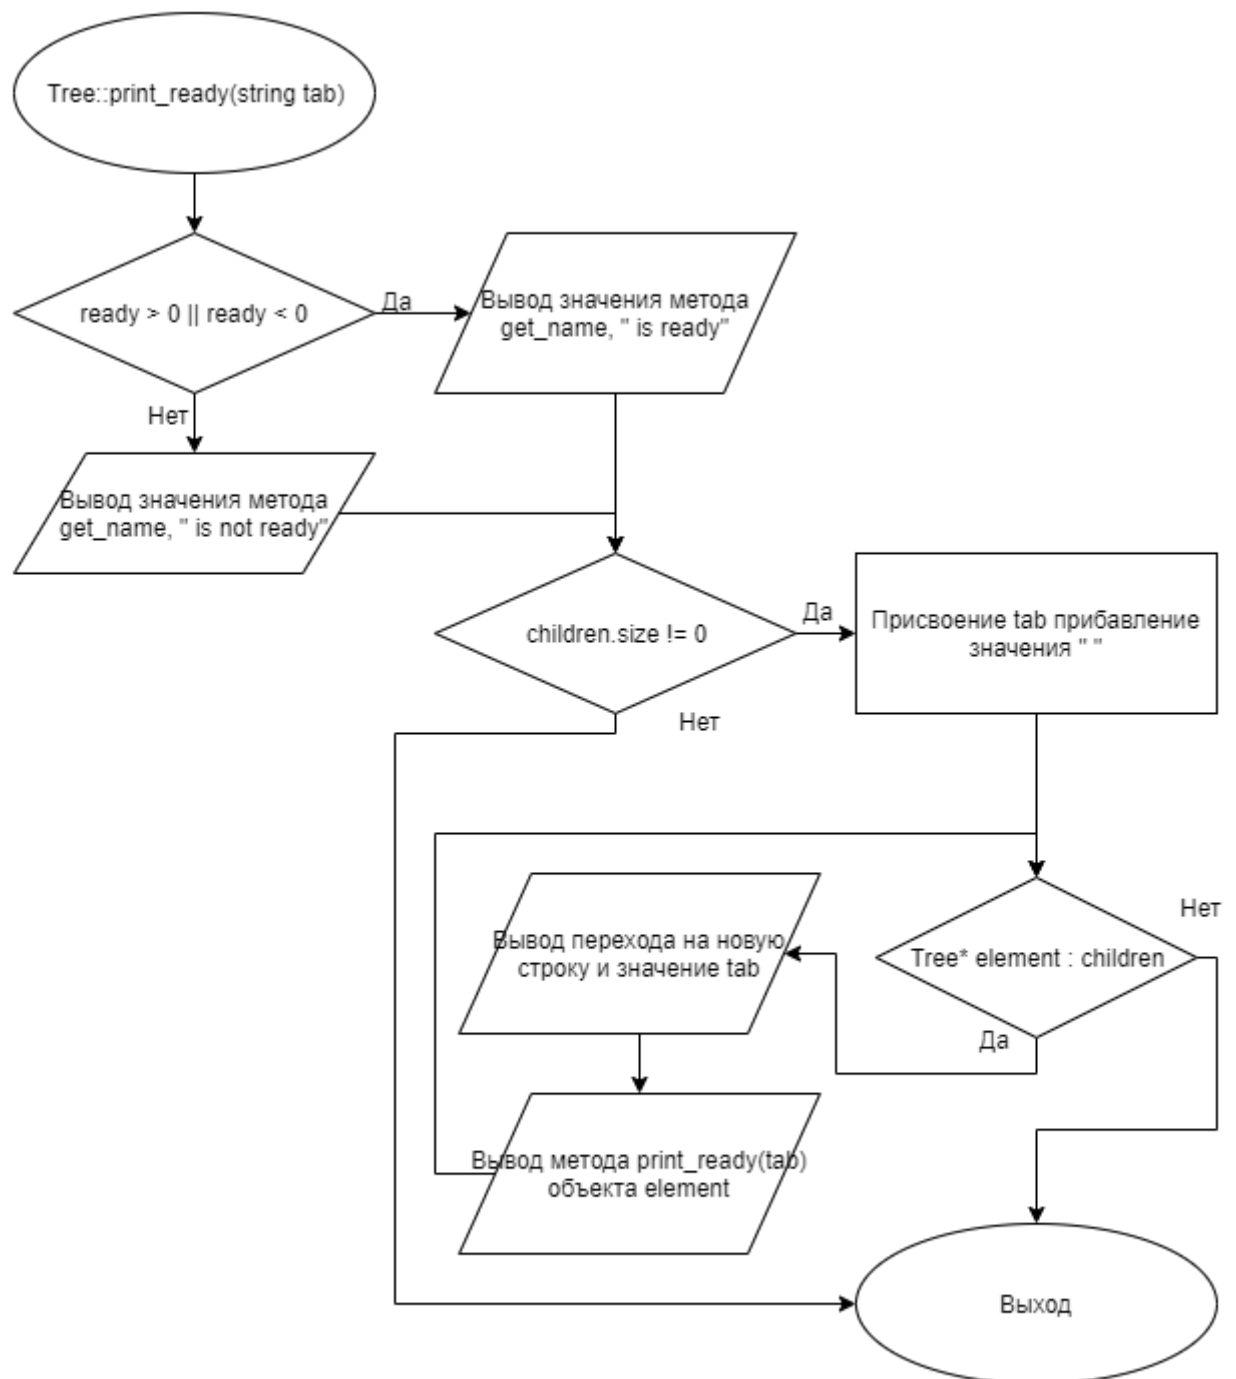 Tree::print_ready(string tab)
ready > 0 || ready < 0
Да
Вывод значения метода
get_name, " is ready"
Нет
Вывод значения метода
get_name, " is not ready"
children.size != 0
Да
Присвоение tab прибавление
значения " "
Нет
Tree* element : children
Нет
Да
Вывод перехода на новую
строку и значение tab
Вывод метода print_ready(tab)
объекта element
Выход